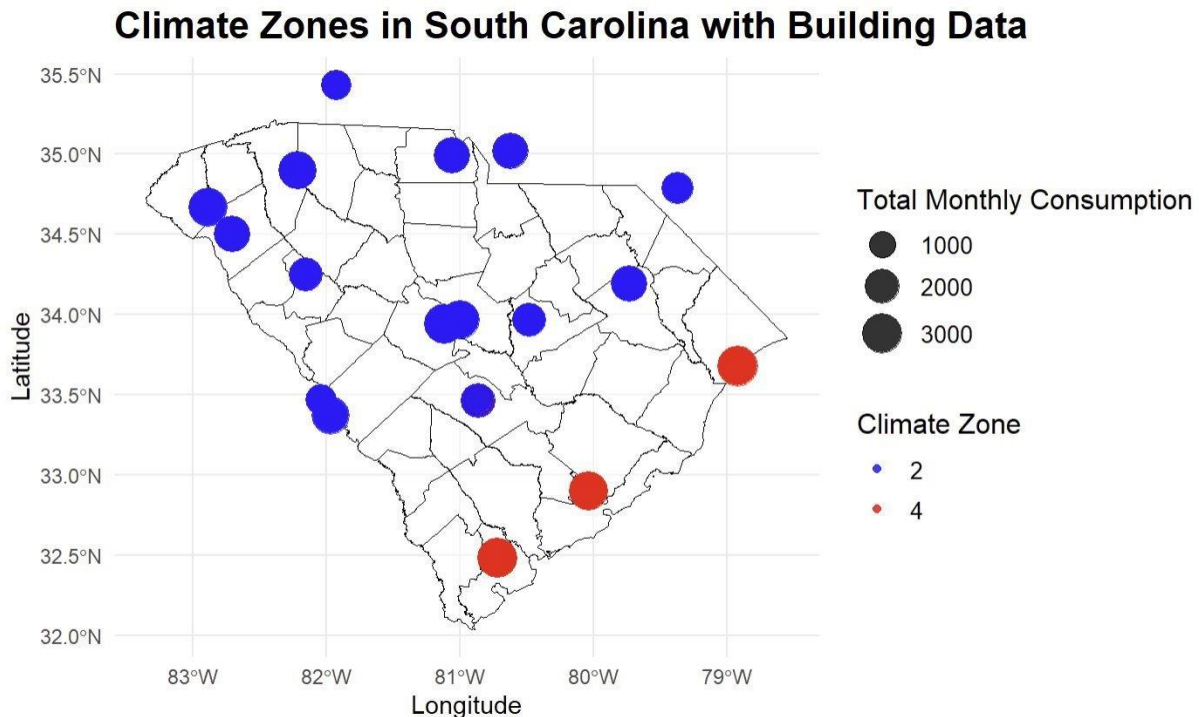 Climate Zones in South Carolina with Building Data
35.5°N
35.0°N
34.5°N
34.0°N
33.5°N
33.0°N
32.5°N
32.0°N
Latitude
83°W 82°W 81°W 80°W 79°W
Longitude
Total Monthly Consumption
1000
2000
3000
Climate Zone
2
4